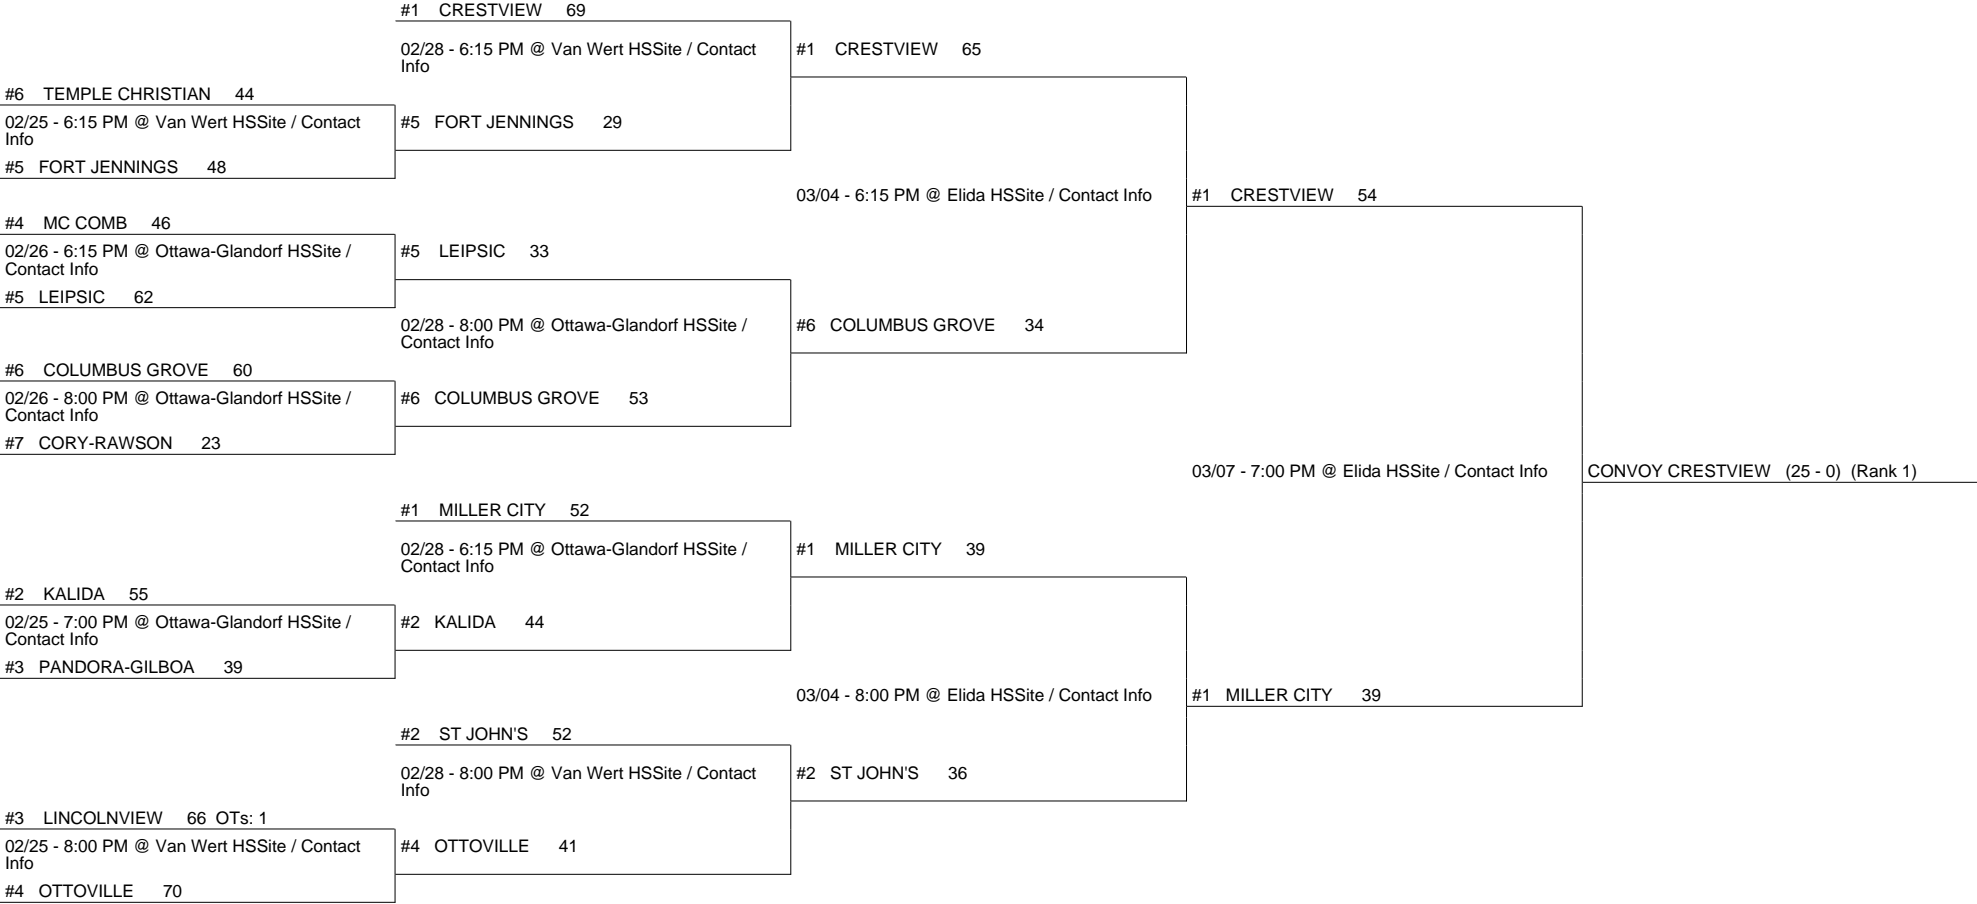 #1 CRESTVIEW 69
02/28 - 6:15 PM @ Van Wert HSSite / Contact
Info
#1 CRESTVIEW 65
#6 TEMPLE CHRISTIAN 44
02/25 - 6:15 PM @ Van Wert HSSite / Contact
Info
#5 FORT JENNINGS 29
#5 FORT JENNINGS 48
03/04 - 6:15 PM @ Elida HSSite / Contact Info
#1 CRESTVIEW 54
#4 MC COMB 46
02/26 - 6:15 PM @ Ottawa-Glandorf HSSite /
Contact Info
#5 LEIPSIC 33
#5 LEIPSIC 62
02/28 - 8:00 PM @ Ottawa-Glandorf HSSite /
Contact Info
#6 COLUMBUS GROVE 34
#6 COLUMBUS GROVE 60
02/26 - 8:00 PM @ Ottawa-Glandorf HSSite /
Contact Info
#6 COLUMBUS GROVE 53
#7 CORY-RAWSON 23
03/07 - 7:00 PM @ Elida HSSite / Contact Info
CONVOY CRESTVIEW (25 - 0) (Rank 1)
#1 MILLER CITY 52
02/28 - 6:15 PM @ Ottawa-Glandorf HSSite /
Contact Info
#1 MILLER CITY 39
#2 KALIDA 55
02/25 - 7:00 PM @ Ottawa-Glandorf HSSite /
Contact Info
#2 KALIDA 44
#3 PANDORA-GILBOA 39
03/04 - 8:00 PM @ Elida HSSite / Contact Info
#1 MILLER CITY 39
#2 ST JOHN'S 52
02/28 - 8:00 PM @ Van Wert HSSite / Contact
Info
#2 ST JOHN'S 36
#3 LINCOLNVIEW 66 OTs: 1
02/25 - 8:00 PM @ Van Wert HSSite / Contact
Info
#4 OTTOVILLE 41
#4 OTTOVILLE 70